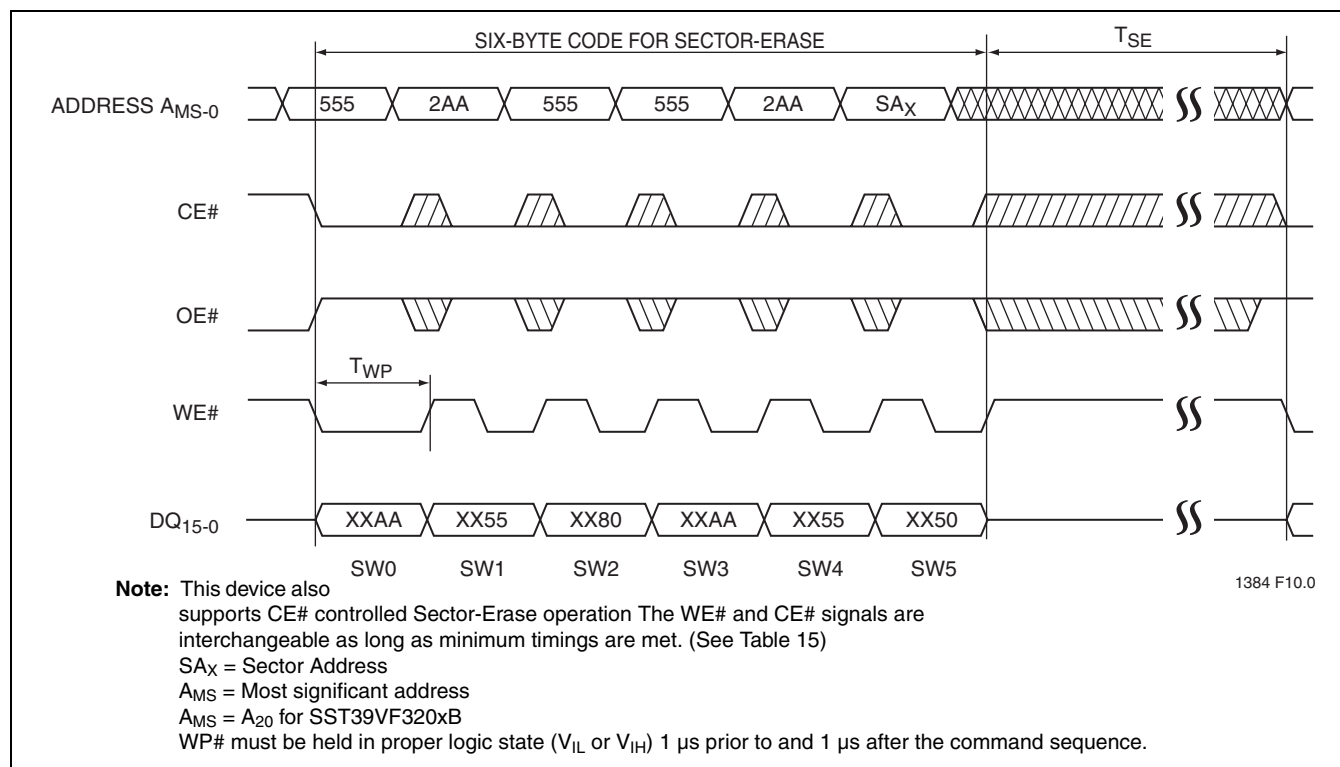 SIX-BYTE CODE FOR SECTOR-ERASE
TSE
ADDRESS AMS-0
555 2AA 555 555 2AA SAX
CE#
OE#
TWP
WE#
DQ15-0
XXAA XX55 XX80 XXAA XX55 XX50
SW0 SW1 SW2 SW3 SW4 SW5
1384 F10.0
Note: This device also
supports CE# controlled Sector-Erase operation The WE# and CE# signals are
interchangeable as long as minimum timings are met. (See Table 15)
SAX = Sector Address
AMS = Most significant address
AMS = A20 for SST39VF320xB
WP# must be held in proper logic state (VIL or VIH) 1 µs prior to and 1 µs after the command sequence.